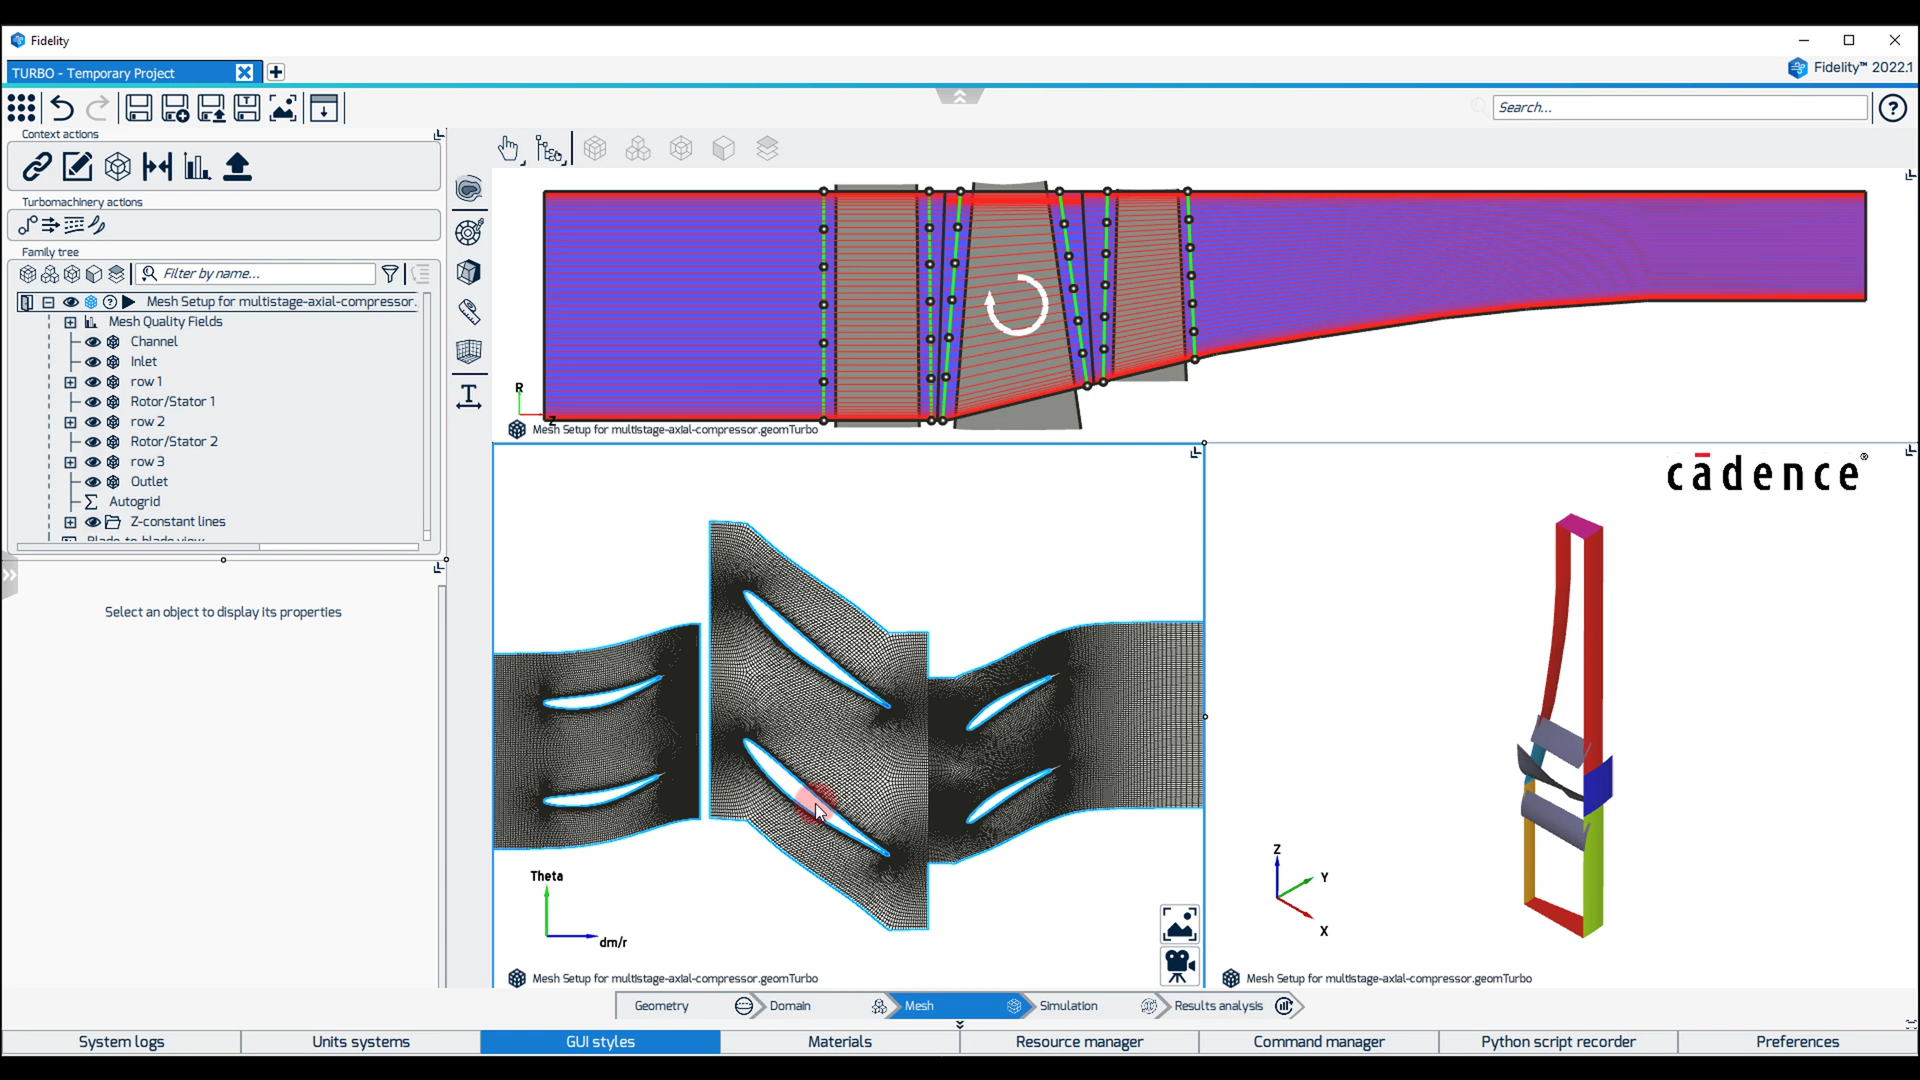 Fidelity
TURBO - Temporary Project
Fidelity™ 2022.1
Search...
Context actions
Turbomachinery actions
Family tree
Filter by name...
Mesh Setup for multistage-axial-compressor.
Mesh Quality Fields
Channel
Inlet
row 1
Rotor/Stator 1
row 2
Rotor/Stator 2
row 3
Outlet
Autogrid
Z-constant lines
Blade-to-blade view
Select an object to display its properties
R
Z
Mesh Setup for multistage-axial-compressor.geomTurbo
Theta
dm/r
Mesh Setup for multistage-axial-compressor.geomTurbo
cādence®
Z
Y
X
Mesh Setup for multistage-axial-compressor.geomTurbo
Geometry
Domain
Mesh
Simulation
Results analysis
System logs
Units systems
GUI styles
Materials
Resource manager
Command manager
Python script recorder
Preferences